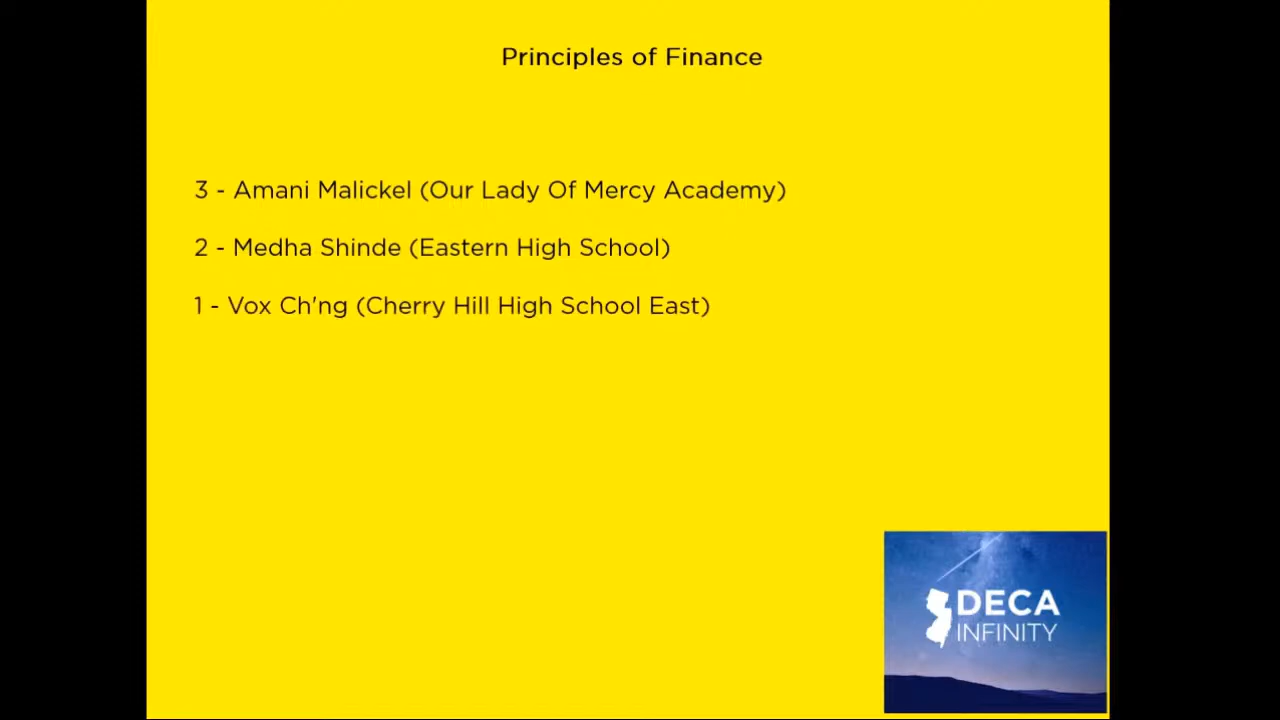 Principles of Finance
3 - Amani Malickel (Our Lady Of Mercy Academy)
2 - Medha Shinde (Eastern High School)
1 - Vox Ch'ng (Cherry Hill High School East)
DECA
INFINITY